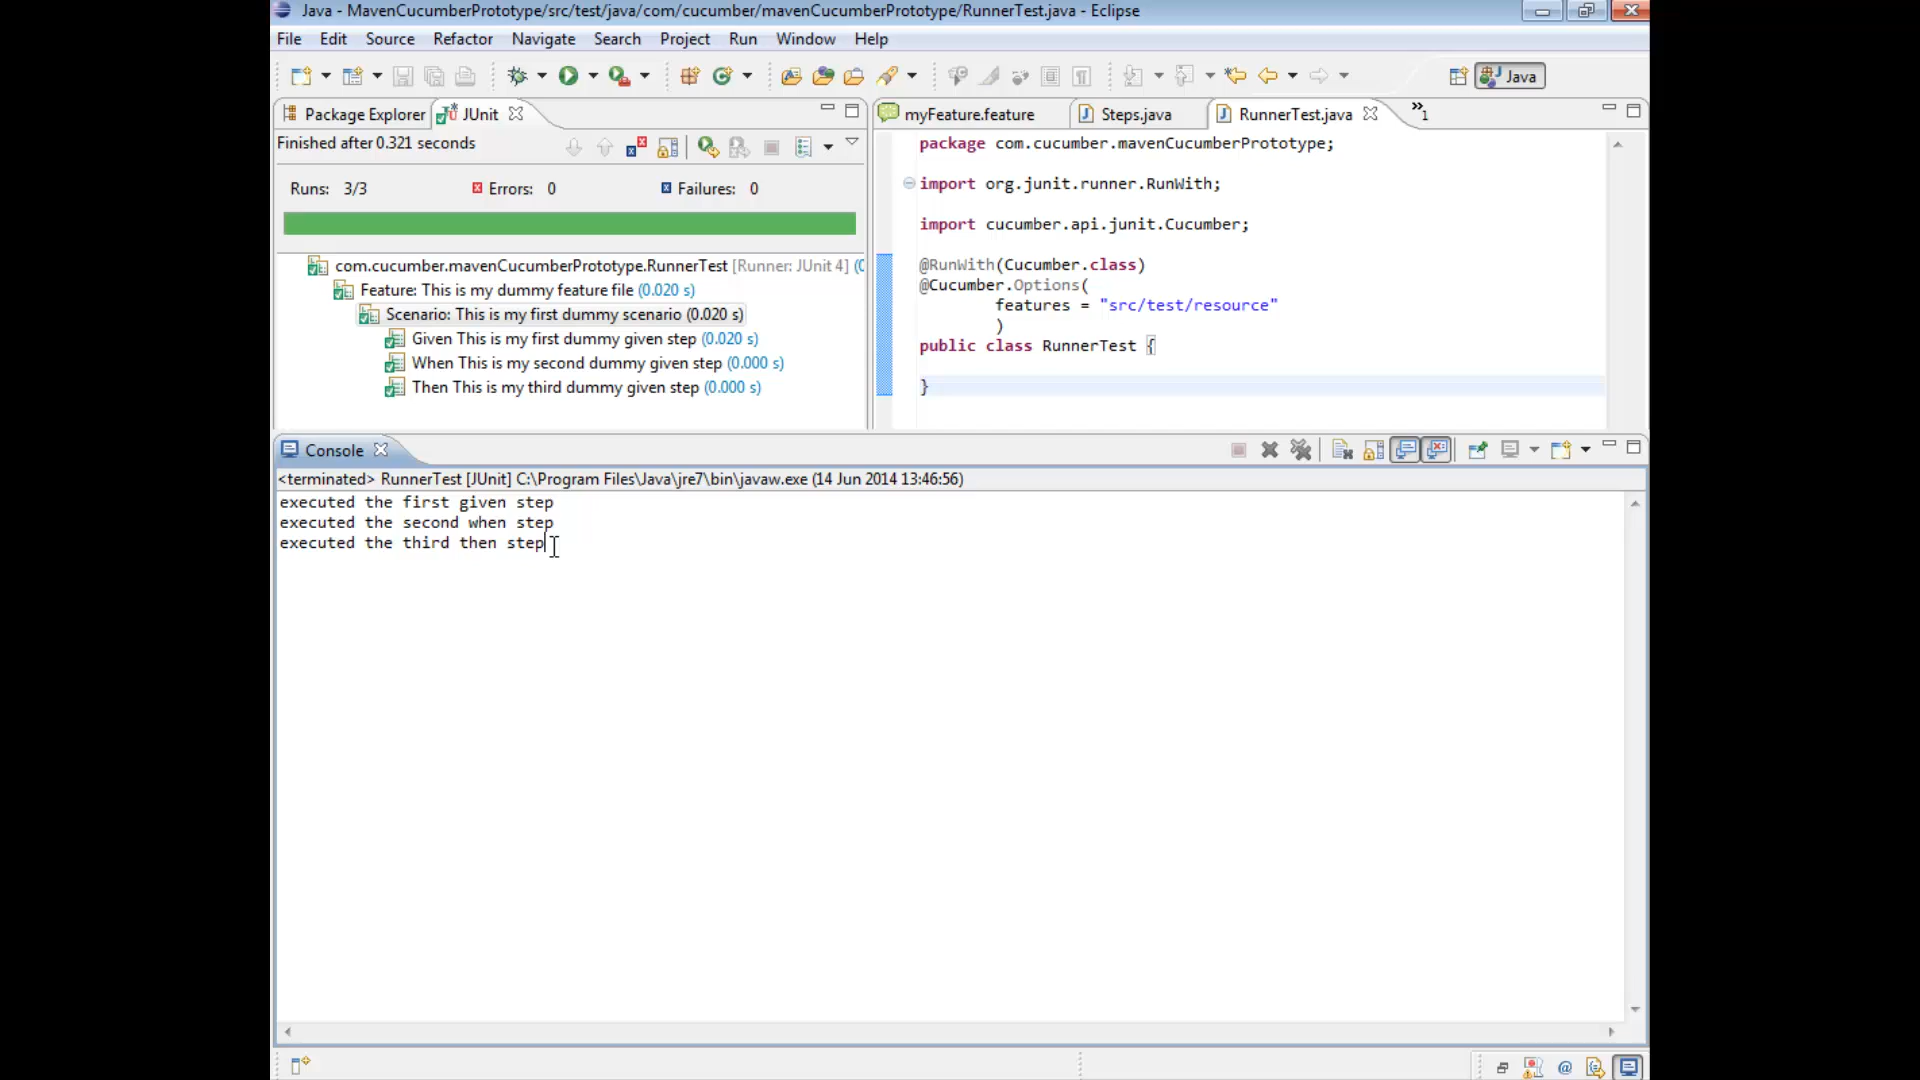 Java - MavenCucumberPrototype/src/test/java/com/cucumber/mavenCucumberPrototype/RunnerTest.java - Eclipse
File Edit Source Refactor Navigate Search Project Run Window Help
Java
Package Explorer JUnit
Finished after 0.321 seconds
Runs: 3/3 Errors: 0 Failures: 0
com.cucumber.mavenCucumberPrototype.RunnerTest [Runner: JUnit 4] (0
Feature: This is my dummy feature file (0.020 s)
Scenario: This is my first dummy scenario (0.020 s)
Given This is my first dummy given step (0.020 s)
When This is my second dummy given step (0.000 s)
Then This is my third dummy given step (0.000 s)
myFeature.feature Steps.java RunnerTest.java »1
package com.cucumber.mavenCucumberPrototype;
import org.junit.runner.RunWith;
import cucumber.api.junit.Cucumber;
@RunWith(Cucumber.class)
@Cucumber.Options(
features = "src/test/resource"
)
public class RunnerTest {
}
Console
<terminated> RunnerTest [JUnit] C:\Program Files\Java\jre7\bin\javaw.exe (14 Jun 2014 13:46:56)
executed the first given step
executed the second when step
executed the third then step